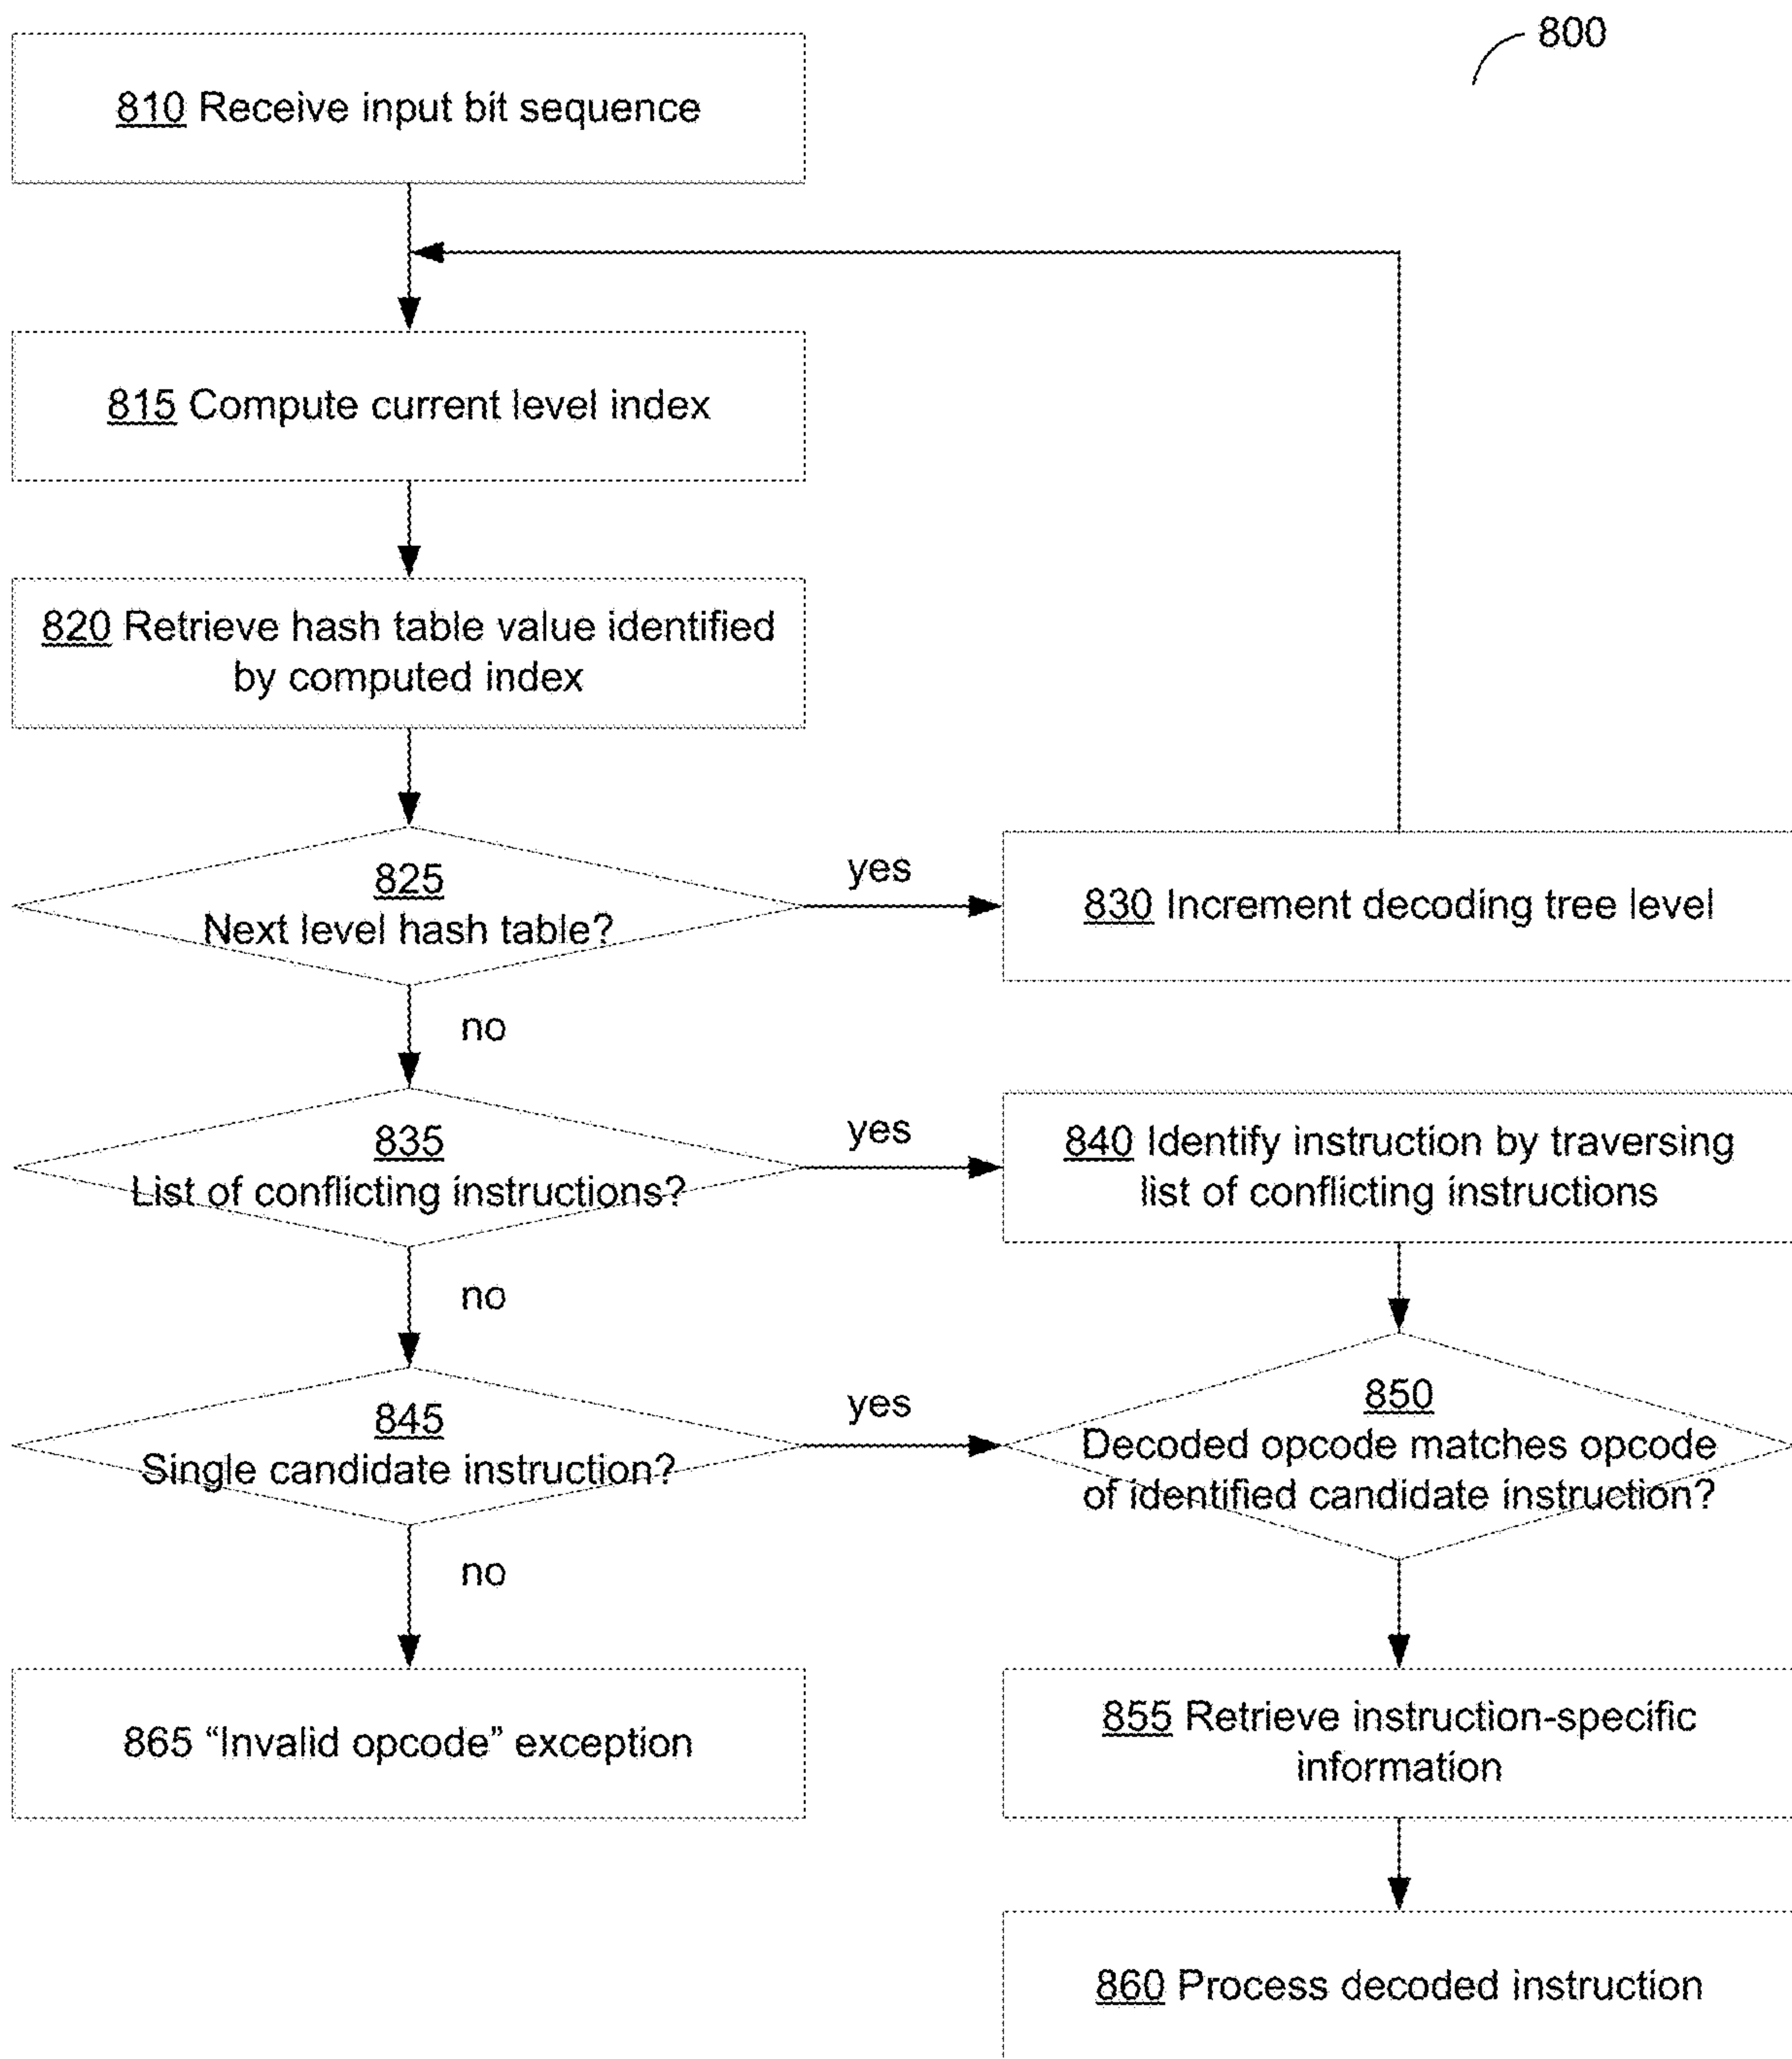 800
810 Receive input bit sequence
815 Compute current level index
820 Retrieve hash table value identified
by computed index
825
Next level hash table?
yes
830 Increment decoding tree level
no
835
List of conflicting instructions?
yes
840 Identify instruction by traversing
list of conflicting instructions
no
845
Single candidate instruction?
yes
850
Decoded opcode matches opcode
of identified candidate instruction?
no
865 “Invalid opcode” exception
855 Retrieve instruction-specific
information
860 Process decoded instruction